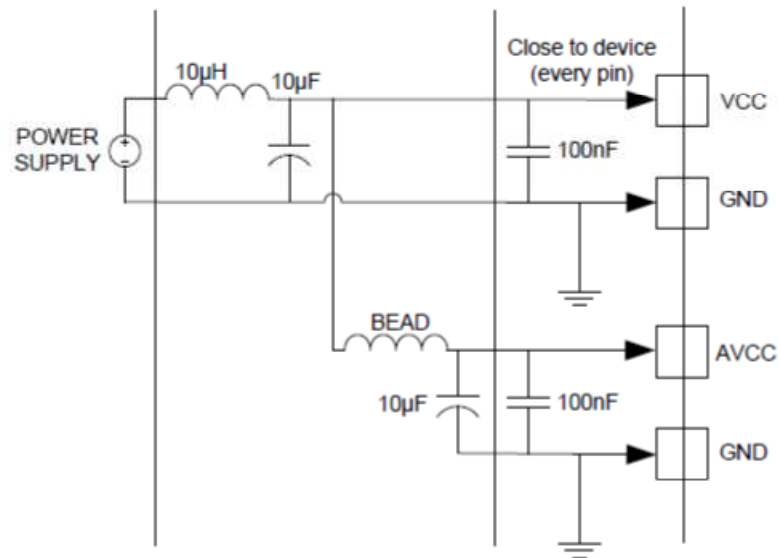 Close to device
(every pin)
10µH
10µF
VCC
POWER
SUPPLY
100nF
GND
BEAD
AVCC
10µF
100nF
GND